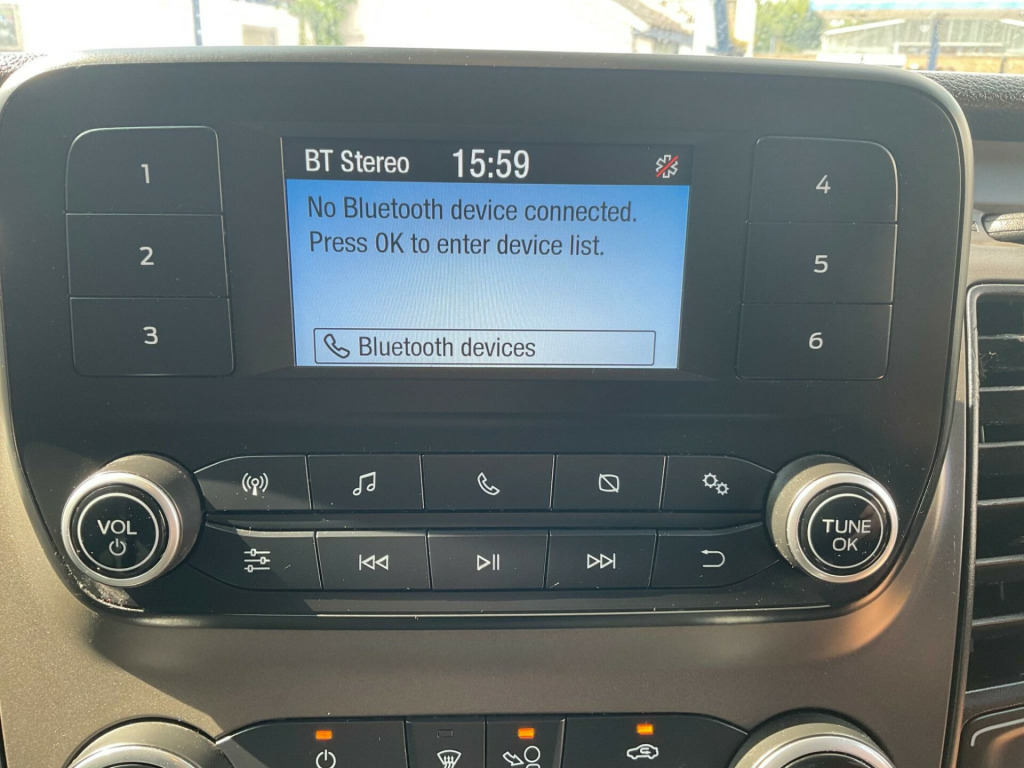 BT Stereo 15:59
No Bluetooth device connected.
Press OK to enter device list.
Bluetooth devices
1
2
3
4
5
6
VOL
TUNE
OK